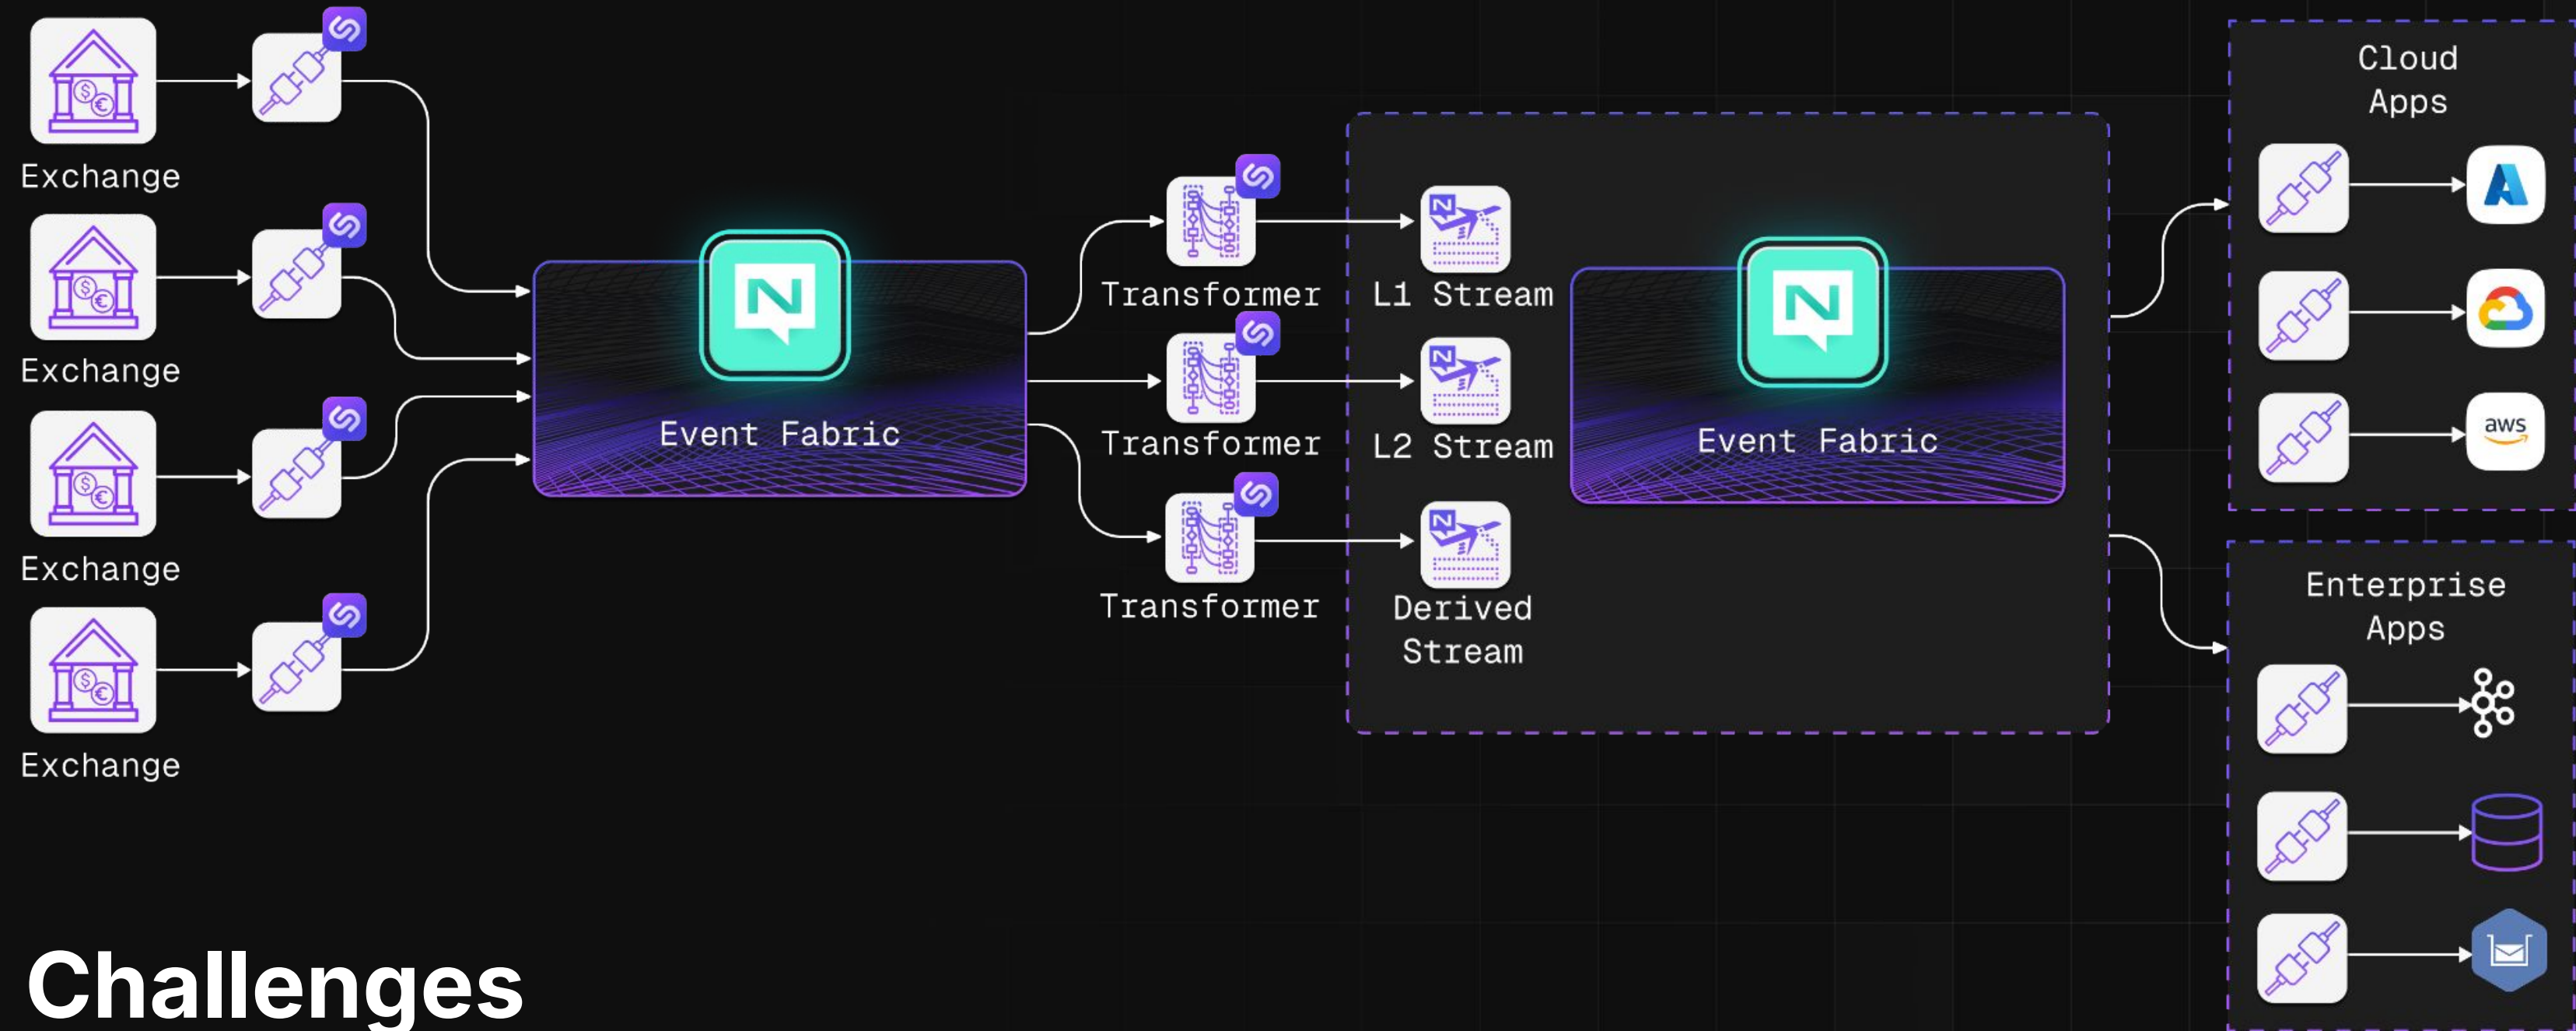 Exchange
Exchange
Exchange
Exchange
Event Fabric
Transformer
Transformer
Transformer
L1 Stream
L2 Stream
Derived
Stream
Event Fabric
Cloud
Apps
aws
Enterprise
Apps
Challenges